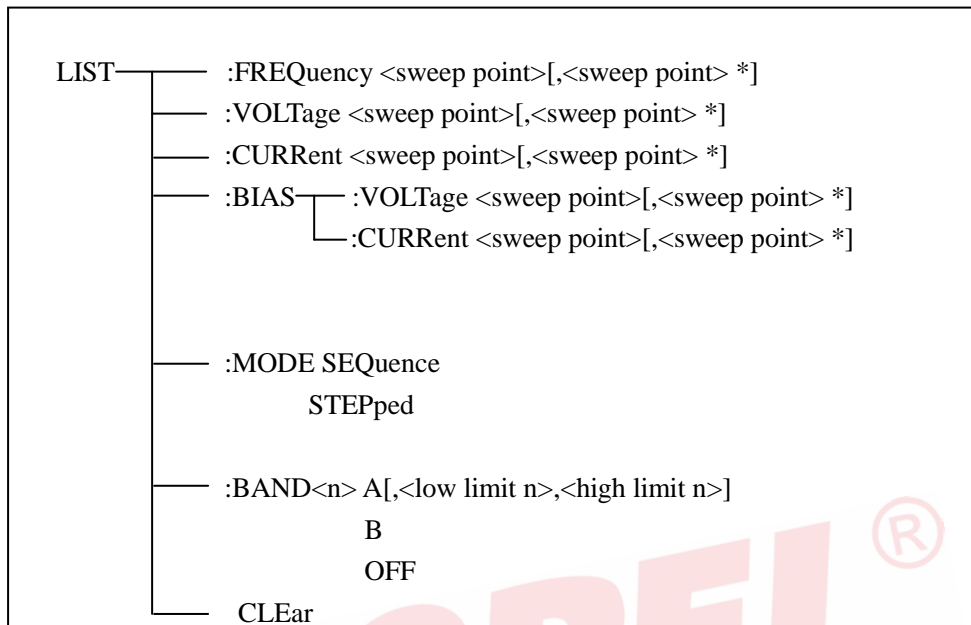 LIST :FREQuency <sweep point>[,<sweep point> *]
:VOLTage <sweep point>[,<sweep point> *]
:CURRent <sweep point>[,<sweep point> *]
:BIAS :VOLTage <sweep point>[,<sweep point> *]
:CURRent <sweep point>[,<sweep point> *]
:MODE SEQuence
STEPped
:BAND<n> A[,<low limit n>,<high limit n>]
B
OFF
CLEar
®